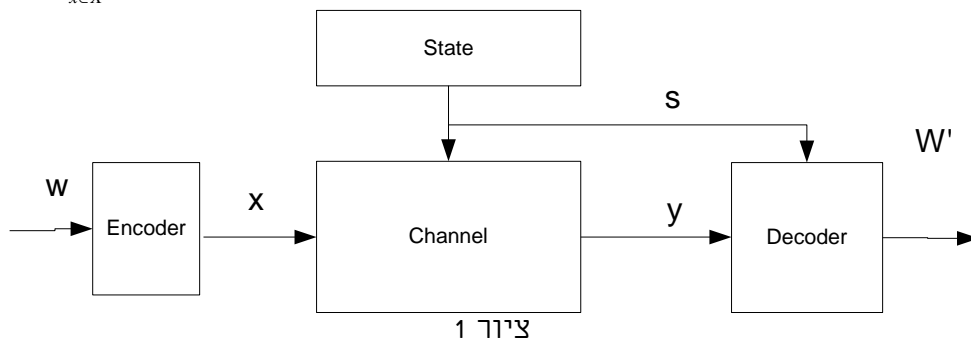 x∈X
State
s
W'
w
x
y
Encoder
Channel
Decoder
ציור 1